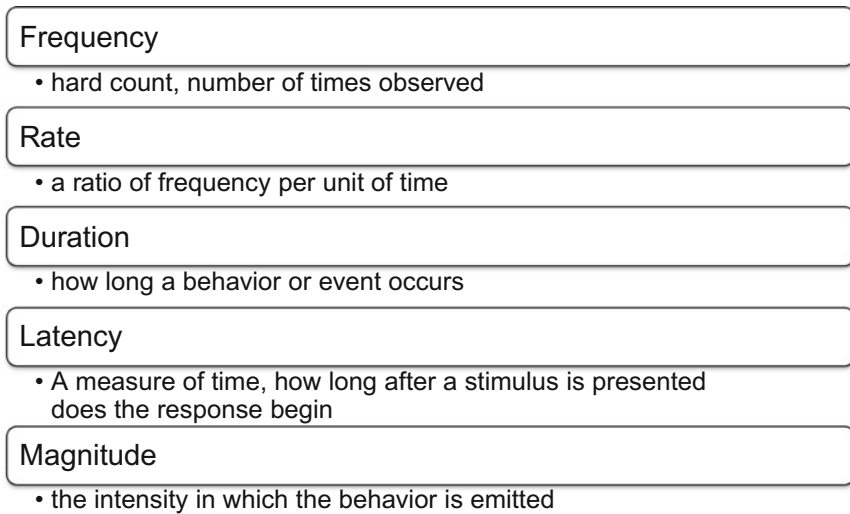 Frequency
• hard count, number of times observed
Rate
• a ratio of frequency per unit of time
Duration
• how long a behavior or event occurs
Latency
• A measure of time, how long after a stimulus is presented
does the response begin
Magnitude
• the intensity in which the behavior is emitted